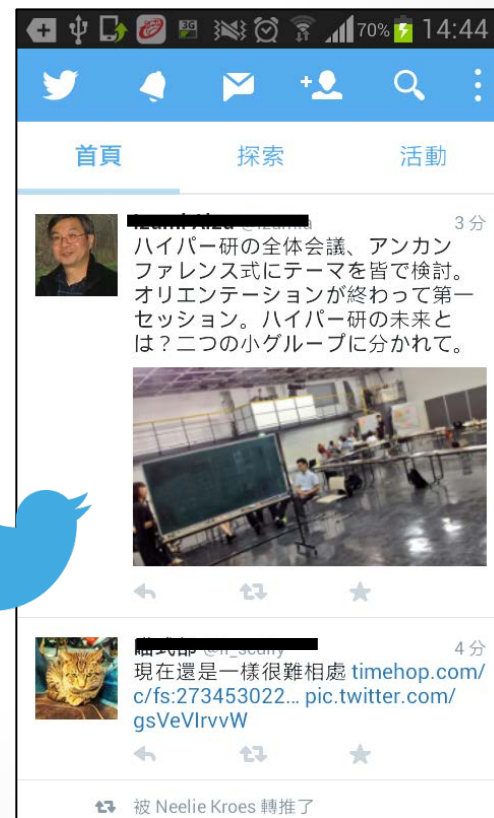 3G 70% 14:44
首頁 探索 活動
3分
ハイパー研の全体会議、アンカン
ファレンス式にテーマを皆で検討。
オリエンテーションが終わって第一
セッション。ハイパー研の未来と
は？二つの小グループに分かれて。
4分
現在還是一樣很難相處 timehop.com/
c/fs:273453022... pic.twitter.com/
gsVeVIrvvW
被 Neelie Kroes 轉推了